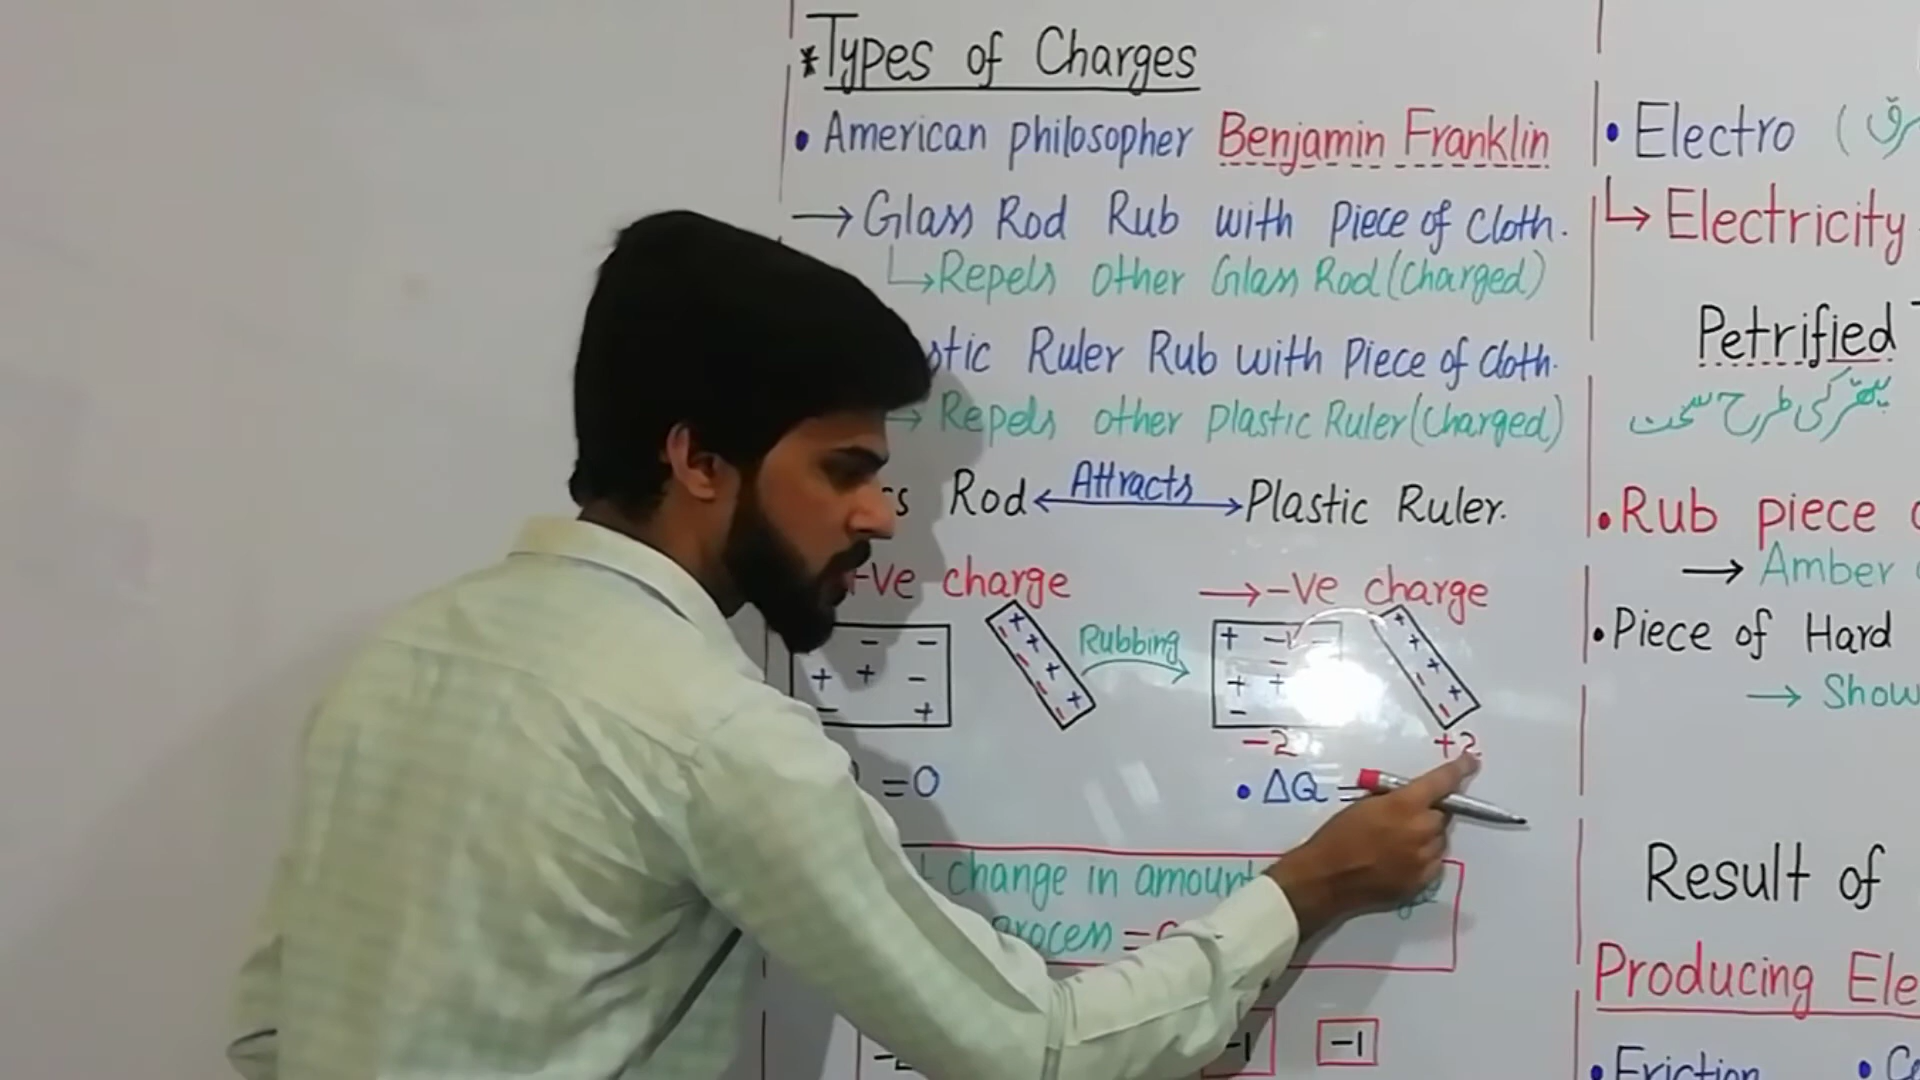 *Types of Charges
• American philosopher Benjamin Franklin
→ Glass Rod Rub with Piece of Cloth.
↳ Repels other Glass Rod (Charged)
Ruler Rub with Piece of Cloth.
→ Repels other Plastic Ruler (Charged)
Rod ← Attracts → Plastic Ruler.
+ve charge → -ve charge
Rubbing
-2 +2
=0 • ΔQ =
change in amount
process =
-1 -1
• Electro (
↳ Electricity
Petrified
پتھر کی طرح سخت
• Rub piece
→ Amber
• Piece of Hard
→ Show
Result of
Producing Ele
• Friction •